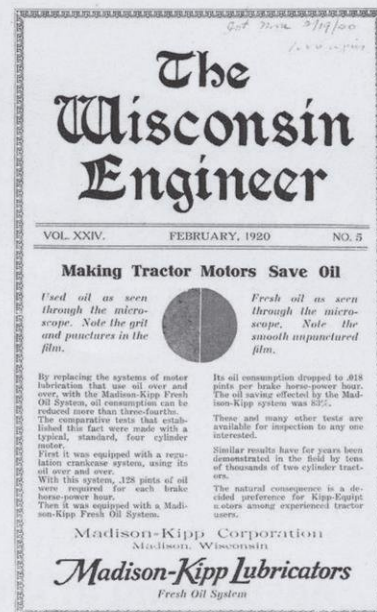 Got
The
Wisconsin
Engineer
VOL. XXIV. FEBRUARY, 1920 NO. 5
Making Tractor Motors Save Oil
Used oil as seen
through the micro-
scope. Note the grit
and punctures in the
film.
Fresh oil as seen
through the micro-
scope. Note the
smooth unpunctured
film.
By replacing the systems of motor
lubrication that use oil over and
over, with the Madison-Kipp Fresh
Oil System, oil consumption can be
reduced more than three-fourths.
The comparative tests that estab-
lished this fact were made with a
typical, standard, four cylinder
motor.
First it was equipped with a regu-
lation crankcase system, using its
oil over and over.
With this system, .128 pints of oil
were required for each brake
horse-power hour.
Then it was equipped with a Madi-
son-Kipp Fresh Oil System.
Its oil consumption dropped to .018
pints per brake horse-power hour.
The oil saving effected by the Mad-
ison-Kipp system was 83%.
These and many other tests are
available for inspection to any one
interested.
Similar results have for years been
demonstrated in the field by tens
of thousands of two cylinder tract-
ors.
The natural consequence is a de-
cided preference for Kipp-Equipt
motors among experienced tractor
users.
Madison-Kipp Corporation
Madison, Wisconsin
Madison-Kipp Lubricators
Fresh Oil System